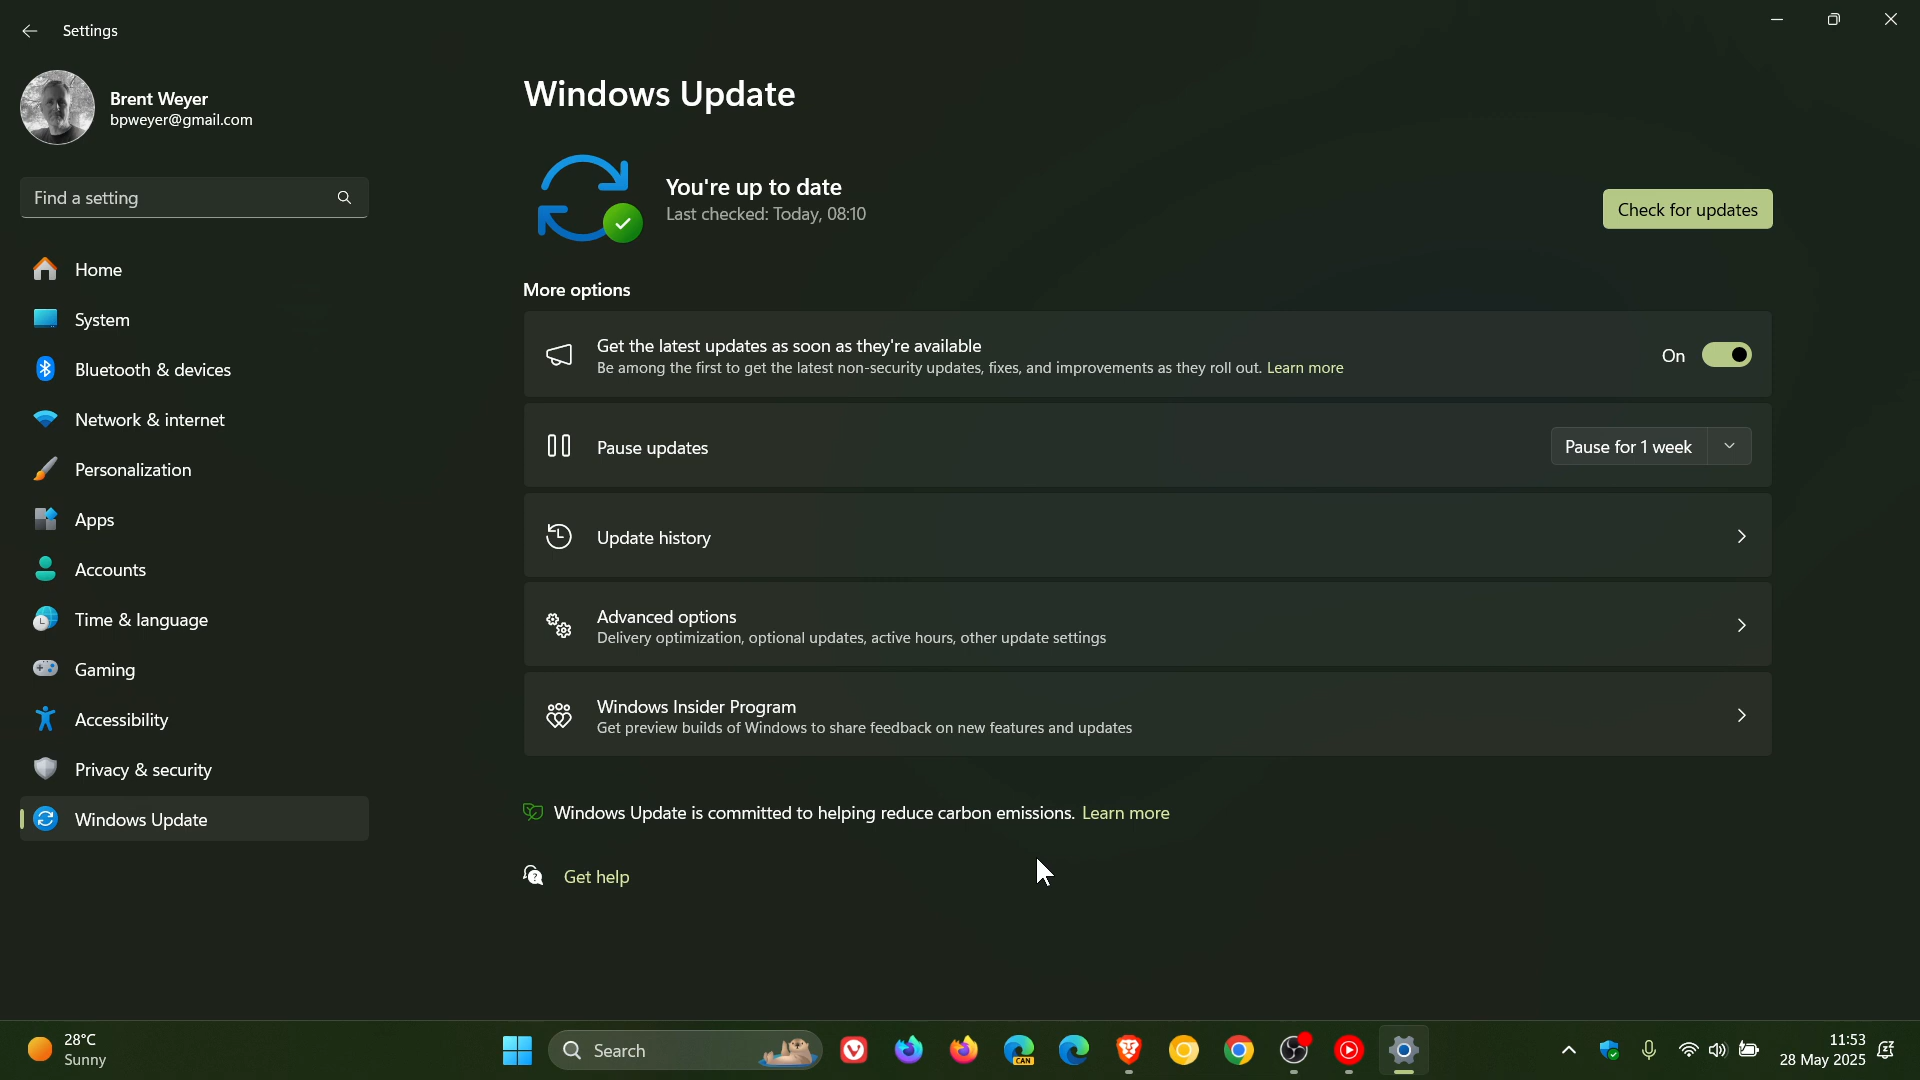 Settings
Brent Weyer
bpweyer@gmail.com
Find a setting
Home
System
Bluetooth & devices
Network & internet
Personalization
Apps
Accounts
Time & language
Gaming
Accessibility
Privacy & security
Windows Update
Windows Update
You're up to date
Last checked: Today, 08:10
Check for updates
More options
Get the latest updates as soon as they're available
Be among the first to get the latest non-security updates, fixes, and improvements as they roll out. Learn more
On
Pause updates
Pause for 1 week
Update history
Advanced options
Delivery optimization, optional updates, active hours, other update settings
Windows Insider Program
Get preview builds of Windows to share feedback on new features and updates
Windows Update is committed to helping reduce carbon emissions. Learn more
Get help
28°C
Sunny
Search
CAN
11:53
28 May 2025